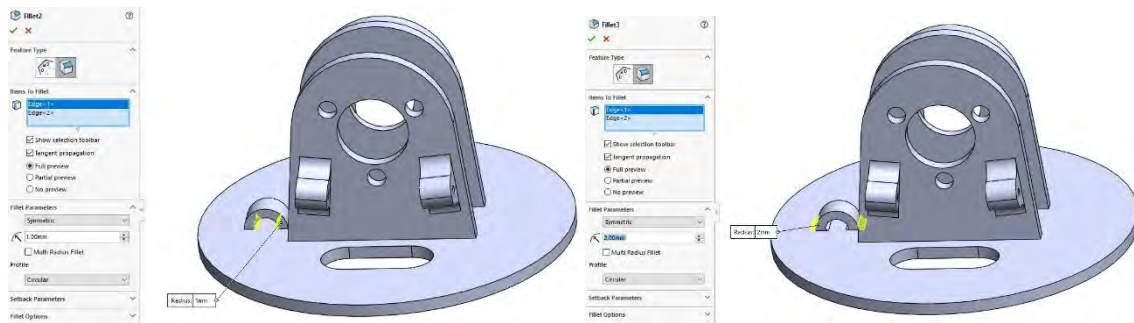 Fillet2
Feature Type
Items To Fillet
Edge<1>
Edge<2>
Show selection toolbar
Tangent propagation
Full preview
Partial preview
No preview
Fillet Parameters
Symmetric
1.00mm
Multi Radius Fillet
Profile
Circular
Setback Parameters
Fillet Options
Radius: 1mm
Fillet3
Feature Type
Items To Fillet
Edge<1>
Edge<2>
Show selection toolbar
Tangent propagation
Full preview
Partial preview
No preview
Fillet Parameters
Symmetric
2.00mm
Multi Radius Fillet
Profile
Circular
Setback Parameters
Fillet Options
Radius: 2mm